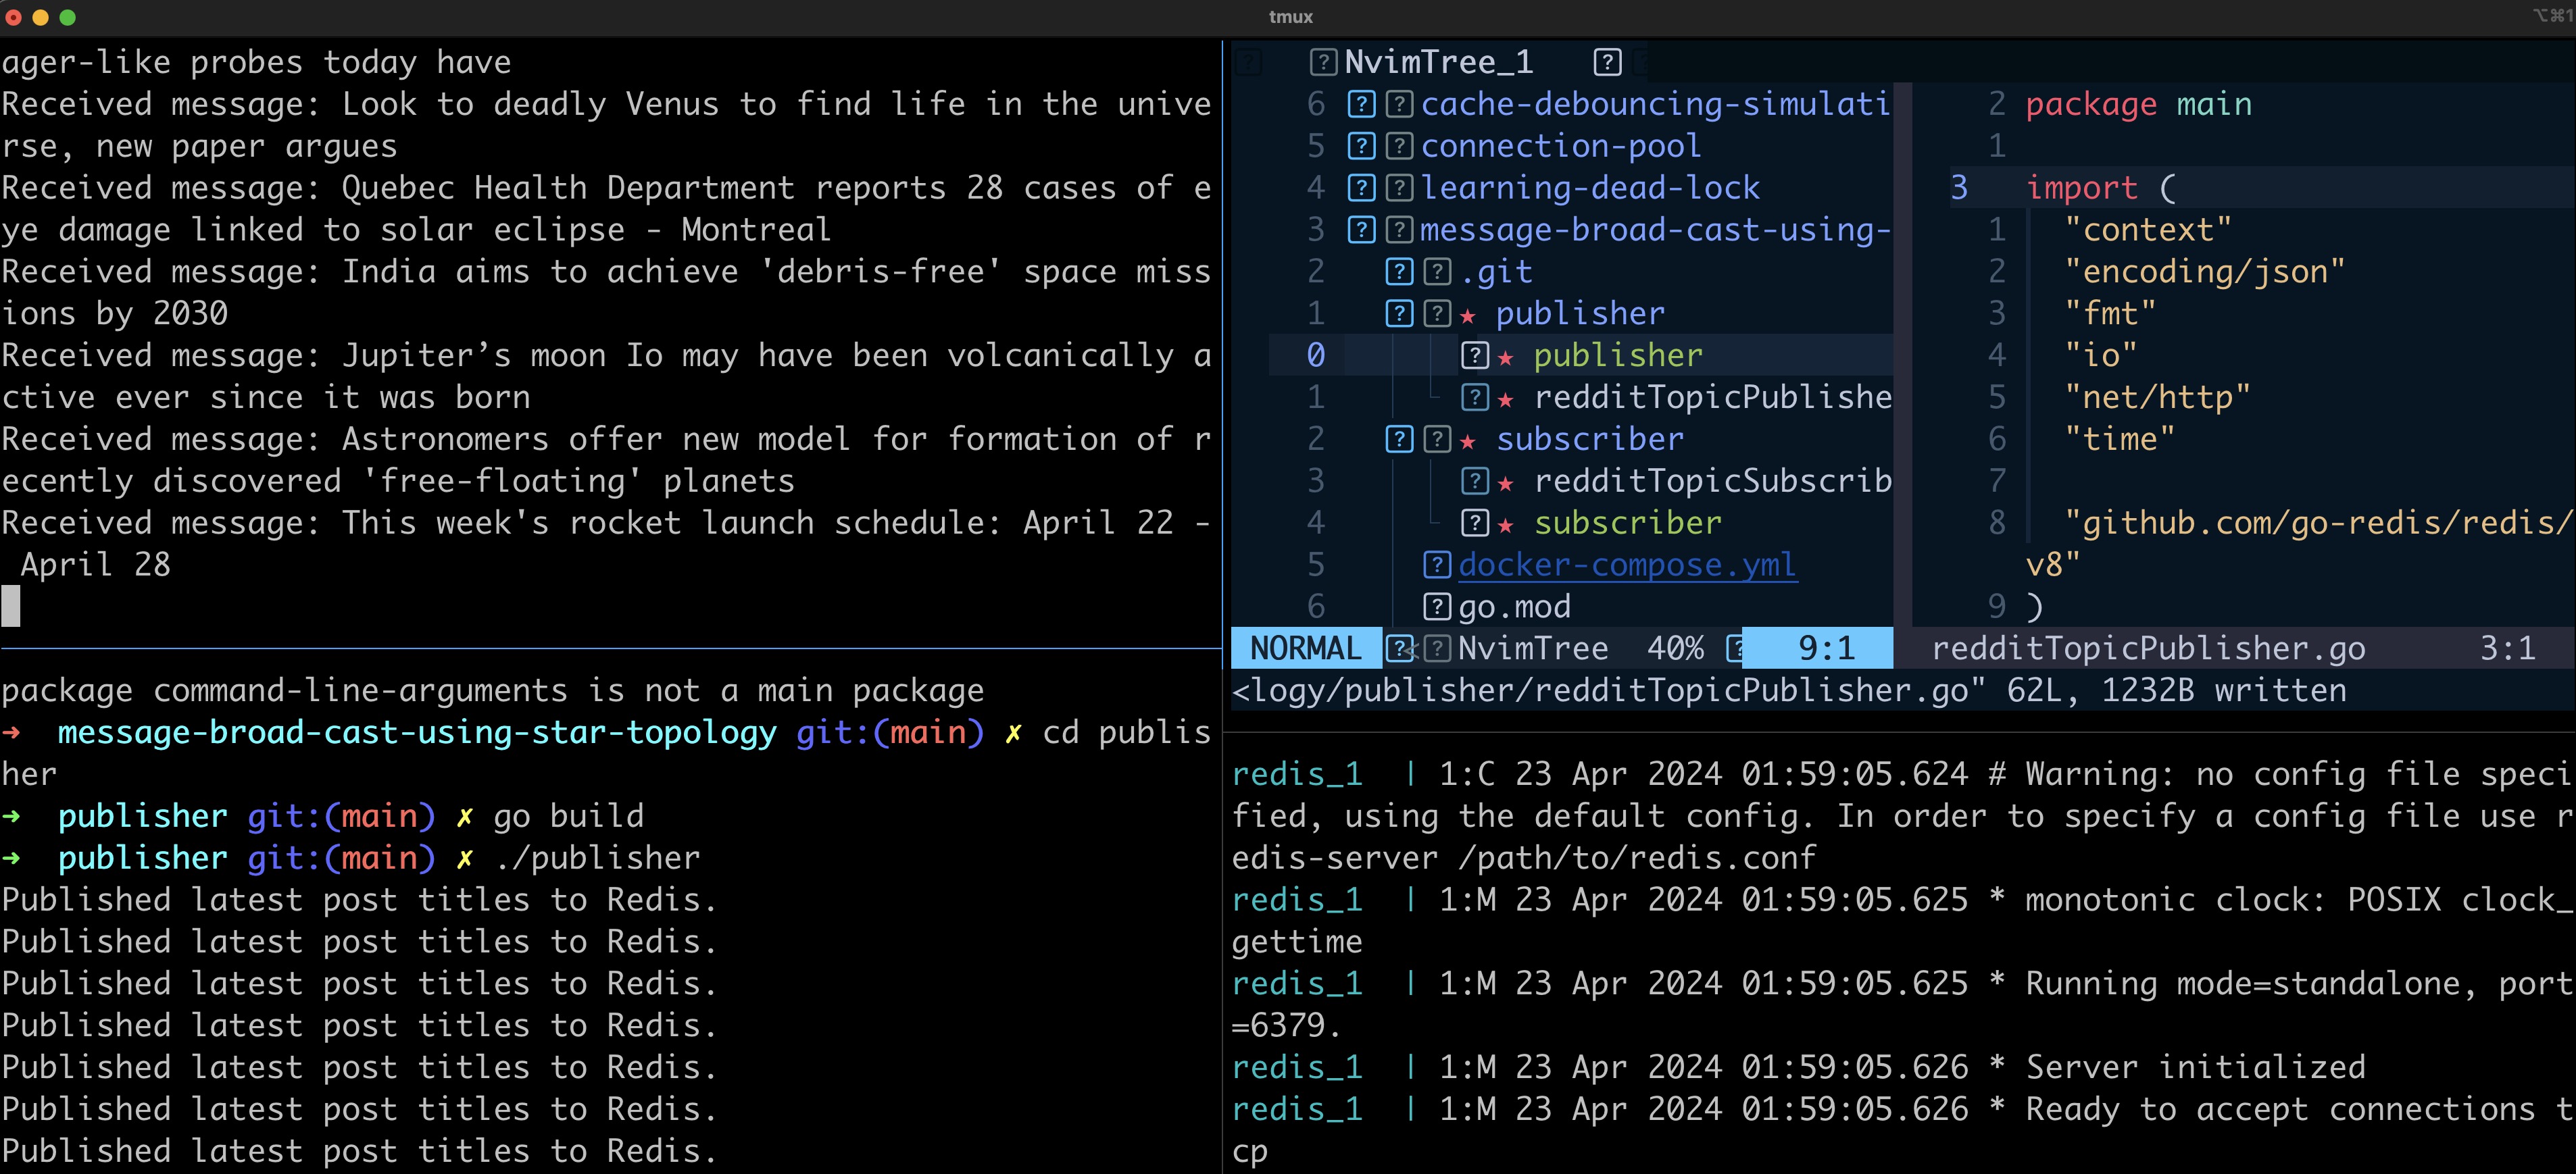 tmux
⌥⌘1
ager-like probes today have
Received message: Look to deadly Venus to find life in the unive
rse, new paper argues
Received message: Quebec Health Department reports 28 cases of e
ye damage linked to solar eclipse - Montreal
Received message: India aims to achieve 'debris-free' space miss
ions by 2030
Received message: Jupiter’s moon Io may have been volcanically a
ctive ever since it was born
Received message: Astronomers offer new model for formation of r
ecently discovered 'free-floating' planets
Received message: This week's rocket launch schedule: April 22 -
April 28
package command-line-arguments is not a main package
➜ message-broad-cast-using-star-topology git:(main) ✗ cd publis
her
➜ publisher git:(main) ✗ go build
➜ publisher git:(main) ✗ ./publisher
Published latest post titles to Redis.
Published latest post titles to Redis.
Published latest post titles to Redis.
Published latest post titles to Redis.
Published latest post titles to Redis.
Published latest post titles to Redis.
Published latest post titles to Redis.
NvimTree_1
6 cache-debouncing-simulati
5 connection-pool
4 learning-dead-lock
3 message-broad-cast-using-
2 .git
1 ★ publisher
0 ★ publisher
1 ★ redditTopicPublishe
2 ★ subscriber
3 ★ redditTopicSubscrib
4 ★ subscriber
5 docker-compose.yml
6 go.mod
NORMAL < NvimTree 40% 9:1
2 package main
1
3 import (
1 "context"
2 "encoding/json"
3 "fmt"
4 "io"
5 "net/http"
6 "time"
7
8 "github.com/go-redis/redis/
v8"
9 )
redditTopicPublisher.go 3:1
<logy/publisher/redditTopicPublisher.go" 62L, 1232B written
redis_1 | 1:C 23 Apr 2024 01:59:05.624 # Warning: no config file speci
fied, using the default config. In order to specify a config file use r
edis-server /path/to/redis.conf
redis_1 | 1:M 23 Apr 2024 01:59:05.625 * monotonic clock: POSIX clock_
gettime
redis_1 | 1:M 23 Apr 2024 01:59:05.625 * Running mode=standalone, port
=6379.
redis_1 | 1:M 23 Apr 2024 01:59:05.626 * Server initialized
redis_1 | 1:M 23 Apr 2024 01:59:05.626 * Ready to accept connections t
cp